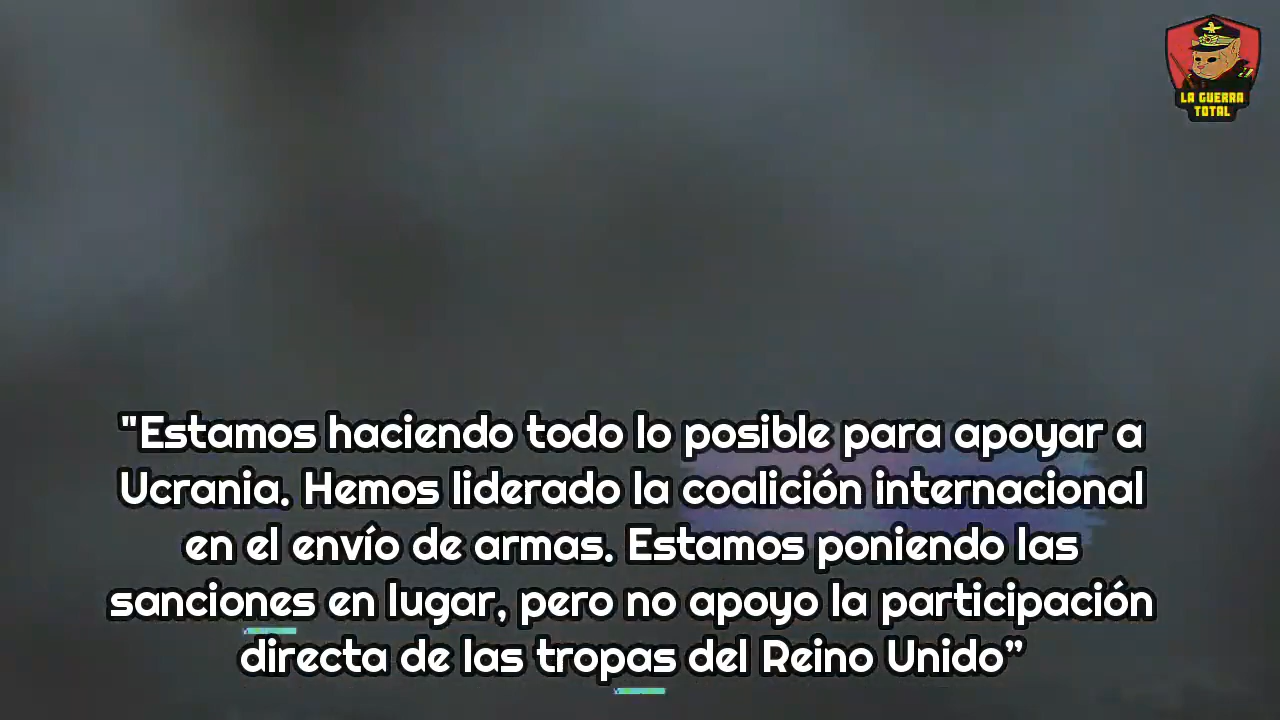 LA GUERRA
TOTAL
"Estamos haciendo todo lo posible para apoyar a
Ucrania. Hemos liderado la coalición internacional
en el envío de armas. Estamos poniendo las
sanciones en lugar, pero no apoyo la participación
directa de las tropas del Reino Unido”